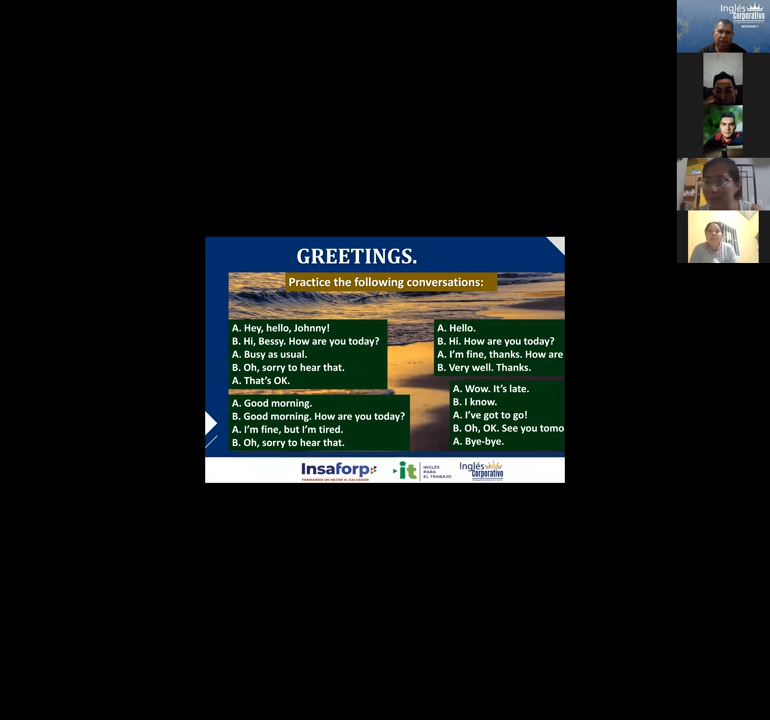 GREETINGS.
Practice the following conversations:
A. Hey, hello, Johnny!
B. Hi, Bessy. How are you today?
A. Busy as usual.
B. Oh, sorry to hear that.
A. That's OK.
A. Good morning.
B. Good morning. How are you today?
A. I'm fine, but I'm tired.
B. Oh, sorry to hear that.
A. Hello.
B. Hi. How are you today?
A. I'm fine, thanks. How are
B. Very well. Thanks.
A. Wow. It's late.
B. I know.
A. I've got to go!
B. Oh, OK. See you tomo
A. Bye-bye.
Insaforp
FORMANDO UN MEJOR EL SALVADOR
it
INGLÉS
PARA
EL TRABAJO
Inglés
Corporativo
Inglés
Corporativo